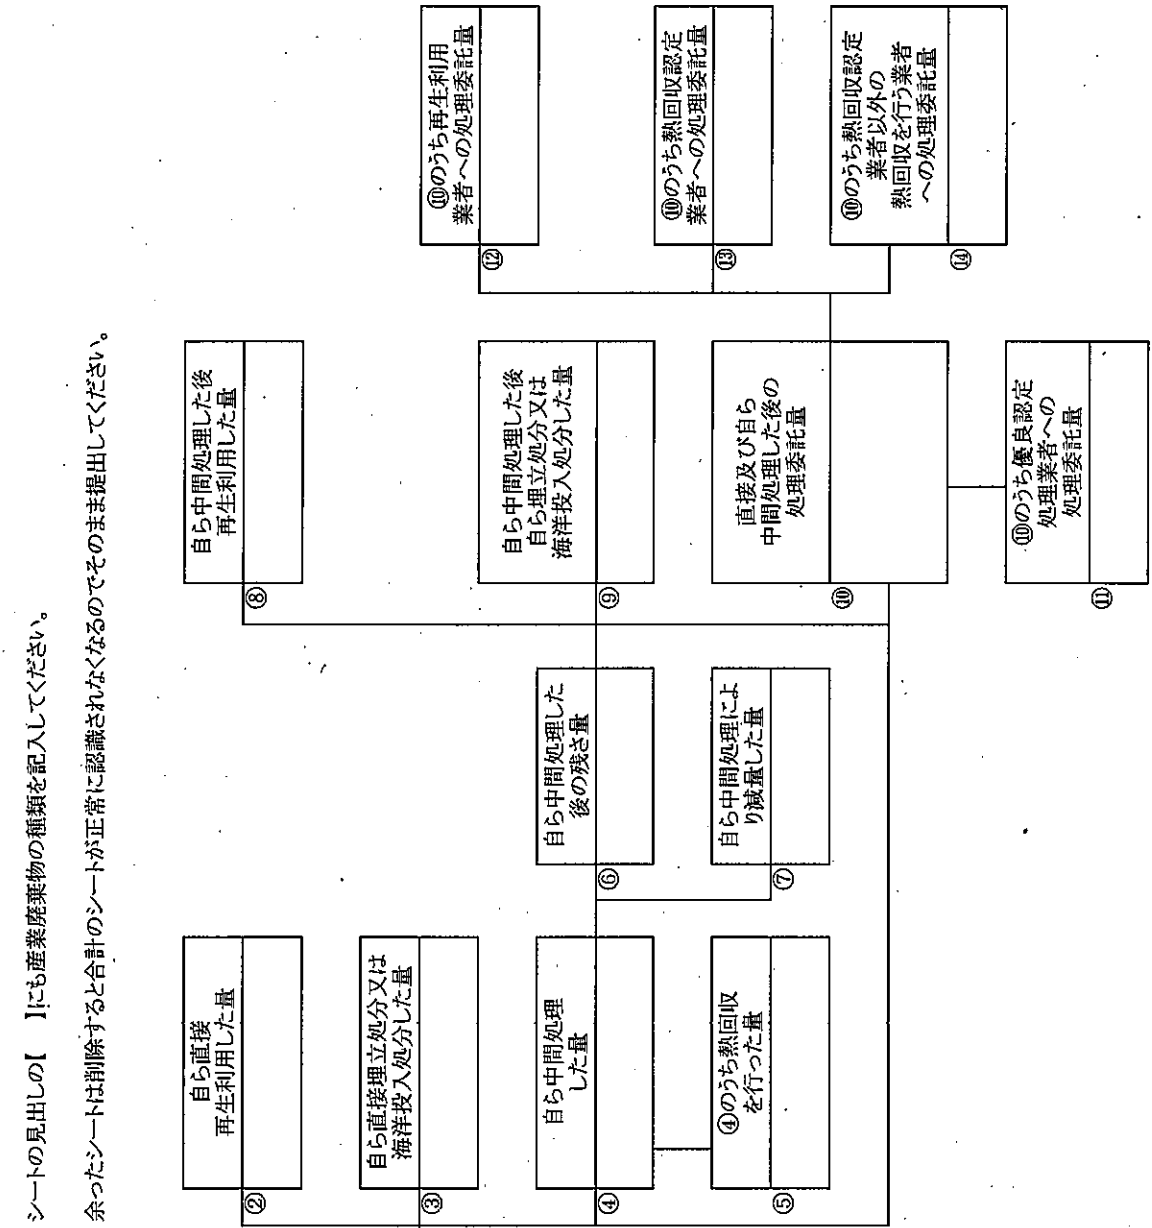 シートの見出しの【　】にも産業廃棄物の種類を記入してください。
余ったシートは削除すると合計のシートが正常に認識されなくなるのでそのまま提出してください。
自ら直接
再生利用した量
②
自ら直接埋立処分又は
海洋投入処分した量
③
自ら中間処理
した量
④
④のうち熱回収
を行った量
⑤
自ら中間処理した
後の残さ量
⑥
自ら中間処理によ
り減量した量
⑦
自ら中間処理した後
再生利用した量
⑧
自ら中間処理した後
自ら埋立処分又は
海洋投入処分した量
⑨
直接及び自ら
中間処理した後の
処理委託量
⑩
⑩のうち優良認定
処理業者への
処理委託量
⑪
⑩のうち再生利用
業者への処理委託量
⑫
⑩のうち熱回収認定
業者への処理委託量
⑬
⑩のうち熱回収認定
業者以外の
熱回収を行う業者
への処理委託量
⑭